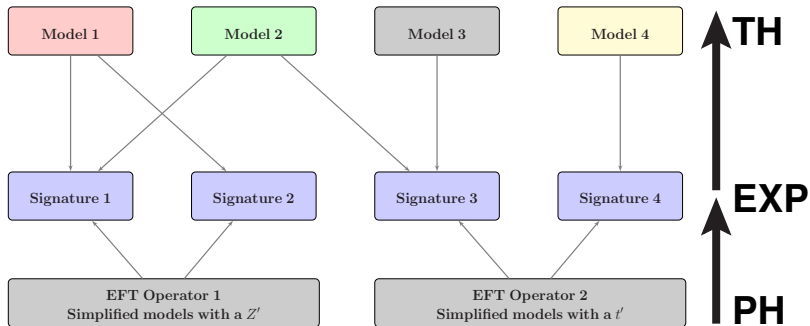 Model 1
Model 2
Model 3
Model 4
TH
Signature 1
Signature 2
Signature 3
Signature 4
EXP
EFT Operator 1
Simplified models with a Z′
EFT Operator 2
Simplified models with a t′
PH